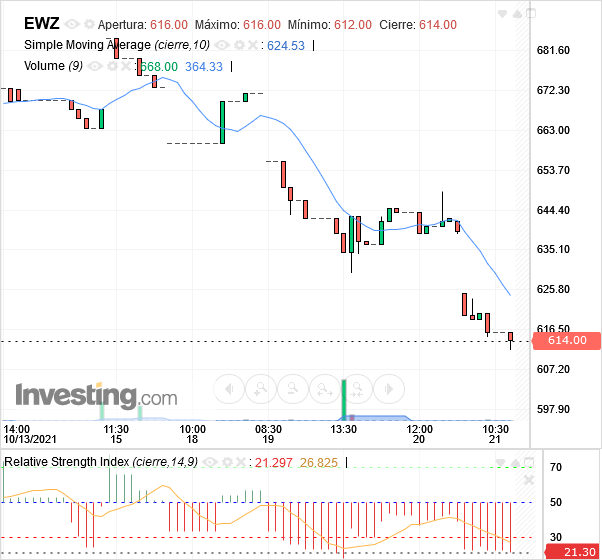 EWZ Apertura: 616.00 Máximo: 616.00 Mínimo: 612.00 Cierre: 614.00
Simple Moving Average (cierre,10) : 624.53
Volume (9) : 668.00 364.33
681.60
672.30
663.00
653.70
644.40
635.10
625.80
616.50
614.00
607.20
597.90
Investing.com
14:00 11:30 10:00 08:30 13:30 12:00 10:30
10/13/2021 15 18 19 20 21
Relative Strength Index (cierre,14,9) : 21.297 26.825
70
50
30
21.30